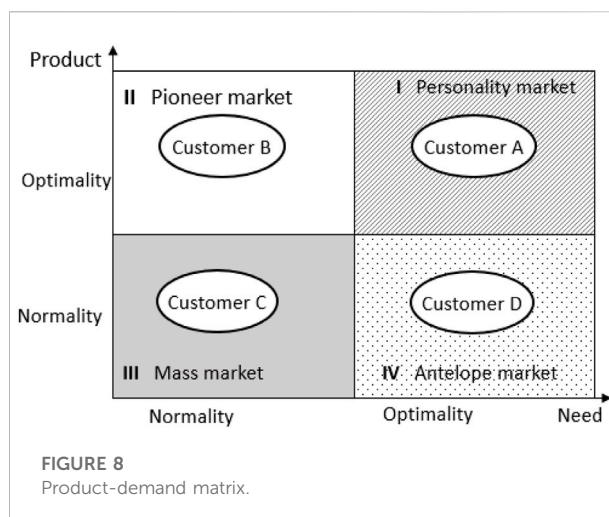 Product
II Pioneer market
I Personality market
Customer B
Customer A
Optimality
Customer C
Customer D
Normality
III Mass market
IV Antelope market
Normality
Optimality
Need
FIGURE 8
Product-demand matrix.